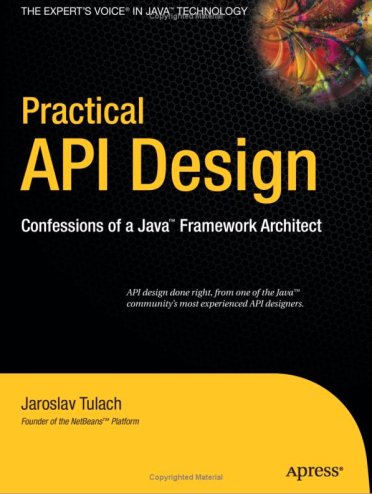 Copyrighted Material
THE EXPERT'S VOICE® IN JAVA™ TECHNOLOGY
Practical
API Design
Confessions of a Java™ Framework Architect
API design done right, from one of the Java™
community's most experienced API designers.
Jaroslav Tulach
Founder of the NetBeans™ Platform
Apress®
Copyrighted Material